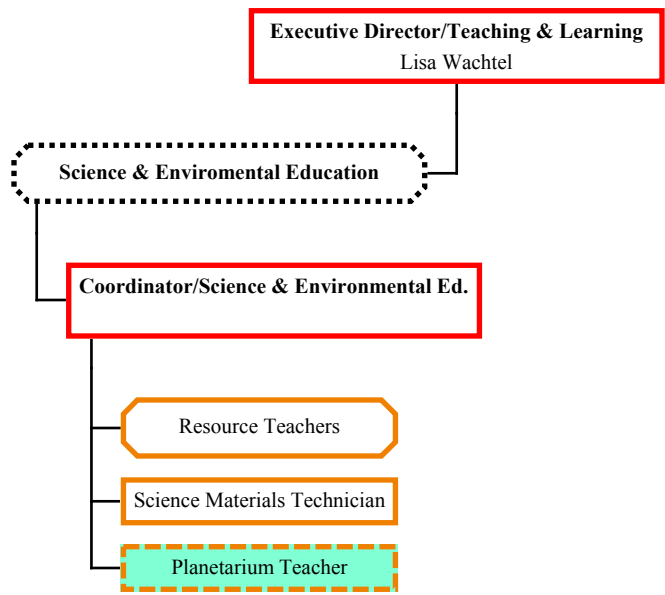 Executive Director/Teaching & Learning
Lisa Wachtel
Science & Enviromental Education
Coordinator/Science & Environmental Ed.
Resource Teachers
Science Materials Technician
Planetarium Teacher